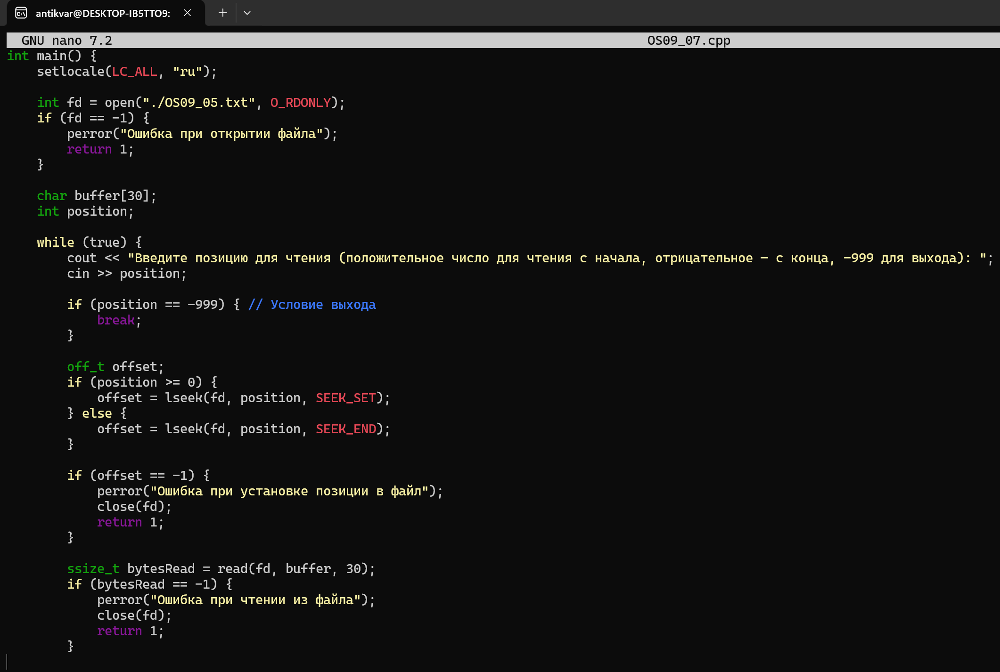 antikvar@DESKTOP-IB5TTO9:
GNU nano 7.2 OS09_07.cpp
int main() {
    setlocale(LC_ALL, "ru");

    int fd = open("./OS09_05.txt", O_RDONLY);
    if (fd == -1) {
        perror("Ошибка при открытии файла");
        return 1;
    }

    char buffer[30];
    int position;

    while (true) {
        cout << "Введите позицию для чтения (положительное число для чтения с начала, отрицательное — с конца, -999 для выхода): ";
        cin >> position;

        if (position == -999) { // Условие выхода
            break;
        }

        off_t offset;
        if (position >= 0) {
            offset = lseek(fd, position, SEEK_SET);
        } else {
            offset = lseek(fd, position, SEEK_END);
        }

        if (offset == -1) {
            perror("Ошибка при установке позиции в файл");
            close(fd);
            return 1;
        }

        ssize_t bytesRead = read(fd, buffer, 30);
        if (bytesRead == -1) {
            perror("Ошибка при чтении из файла");
            close(fd);
            return 1;
        }